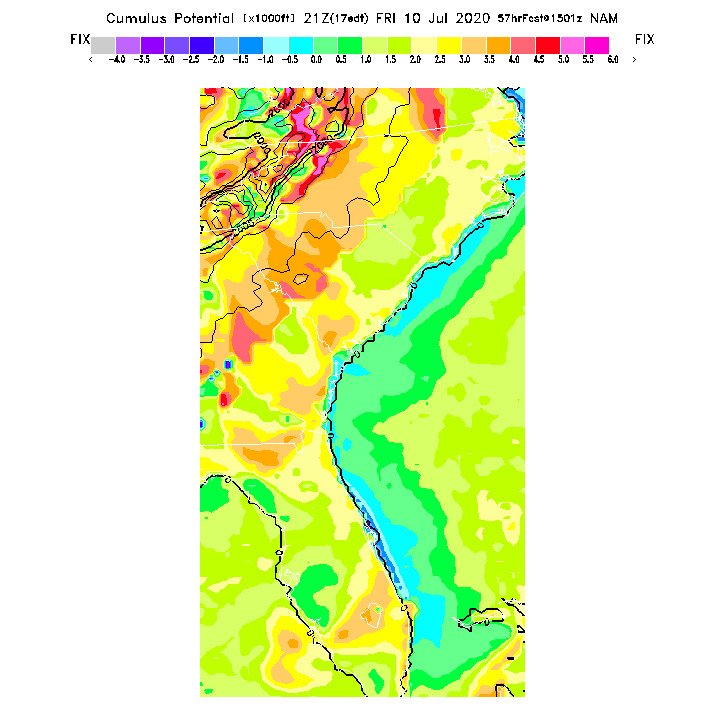 Cumulus Potential [x1000ft] 21Z(17edt) FRI 10 Jul 2020 57hrFcst@1501z NAM
FIX FIX
< -4.0 -3.5 -3.0 -2.5 -2.0 -1.5 -1.0 -0.5 0.0 0.5 1.0 1.5 2.0 2.5 3.0 3.5 4.0 4.5 5.0 5.5 6.0 >